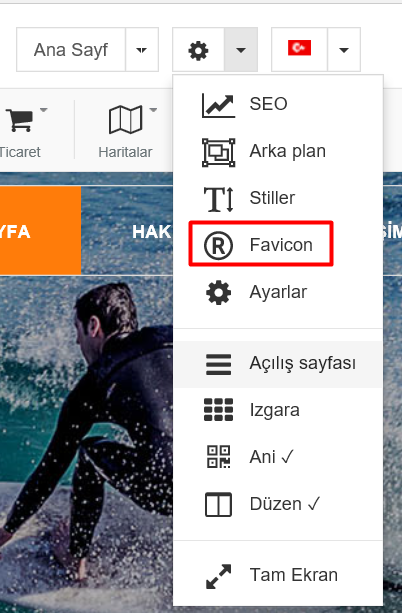 Ana Sayf
SEO
Ticaret
Haritalar
Arka plan
Stiller
YFA
HAK
Favicon
Ayarlar
Açılış sayfası
Izgara
Ani ✓
Düzen ✓
Tam Ekran